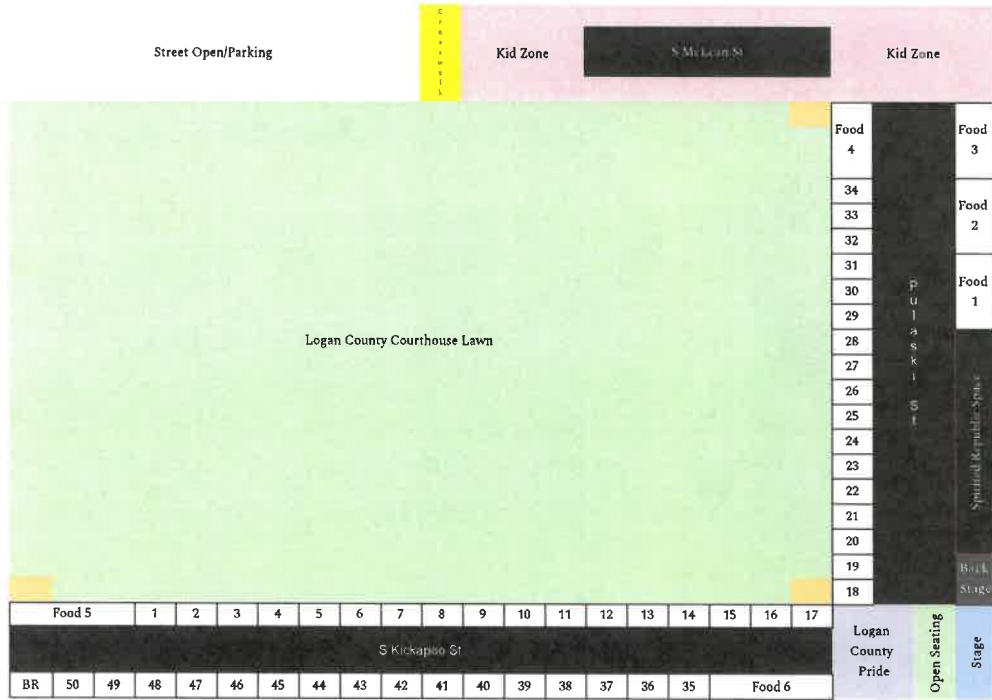 Street Open/Parking
Crosswalk
Kid Zone
S McLean St
Kid Zone
Food 4
Food 3
34
33
32
31
30
29
28
27
26
25
24
23
22
21
20
19
18
Food 2
Food 1
Pulaski St
Spirited Republic Space
Back Stage
Logan County Courthouse Lawn
Food 5 1 2 3 4 5 6 7 8 9 10 11 12 13 14 15 16 17
S Kickapoo St
BR 50 49 48 47 46 45 44 43 42 41 40 39 38 37 36 35 Food 6
Logan
County
Pride
Open Seating
Stage